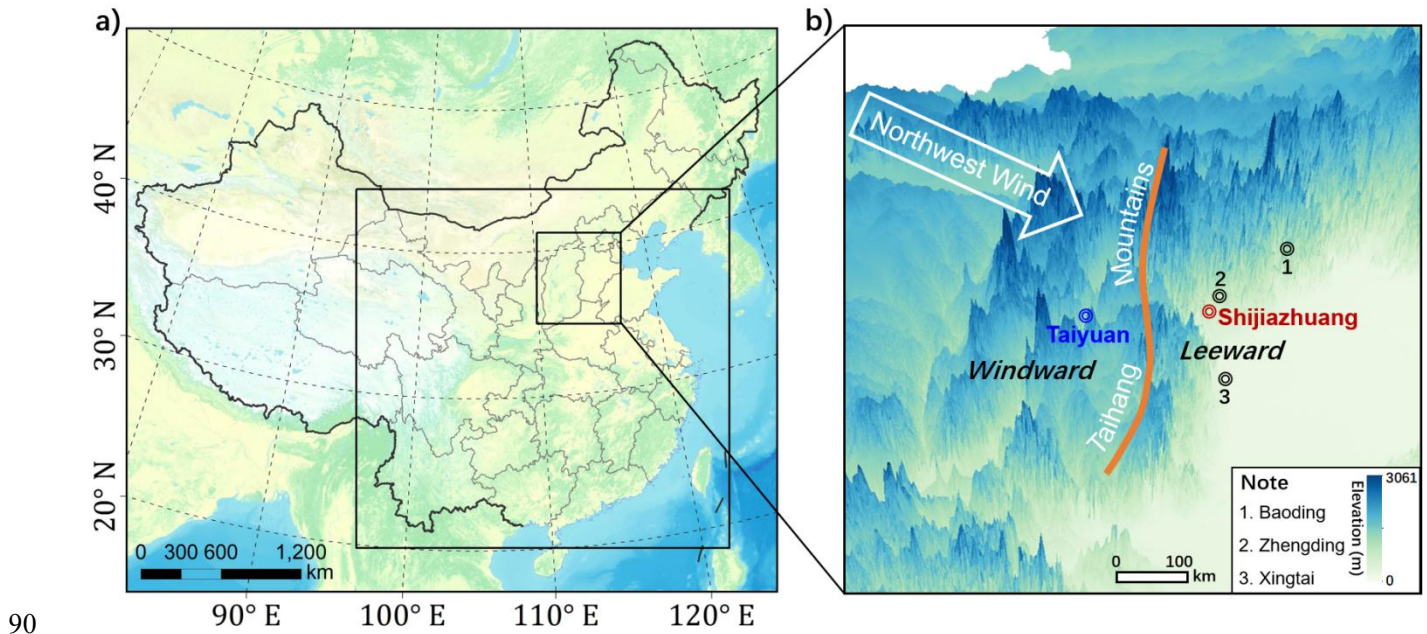 a)
40° N
30° N
20° N
0 300 600 1,200
km
90° E 100° E 110° E 120° E
b)
Northwest Wind
Mountains
Taihang
1
2
Taiyuan
Shijiazhuang
Windward
Leeward
3
Note
1. Baoding
2. Zhengding
3. Xingtai
Elevation (m)
3061
0
0 100
km
90